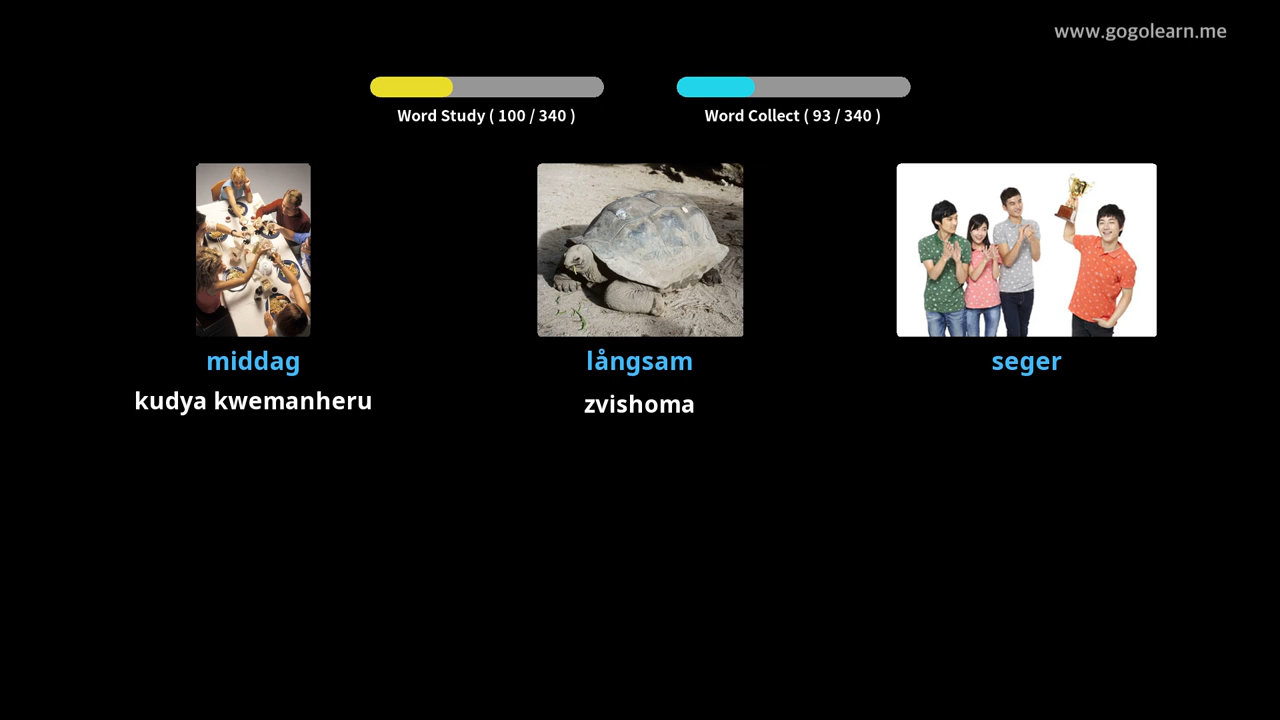 www.gogolearn.me
Word Study ( 100 / 340 )
Word Collect ( 93 / 340 )
middag
långsam
seger
kudya kwemanheru
zvishoma